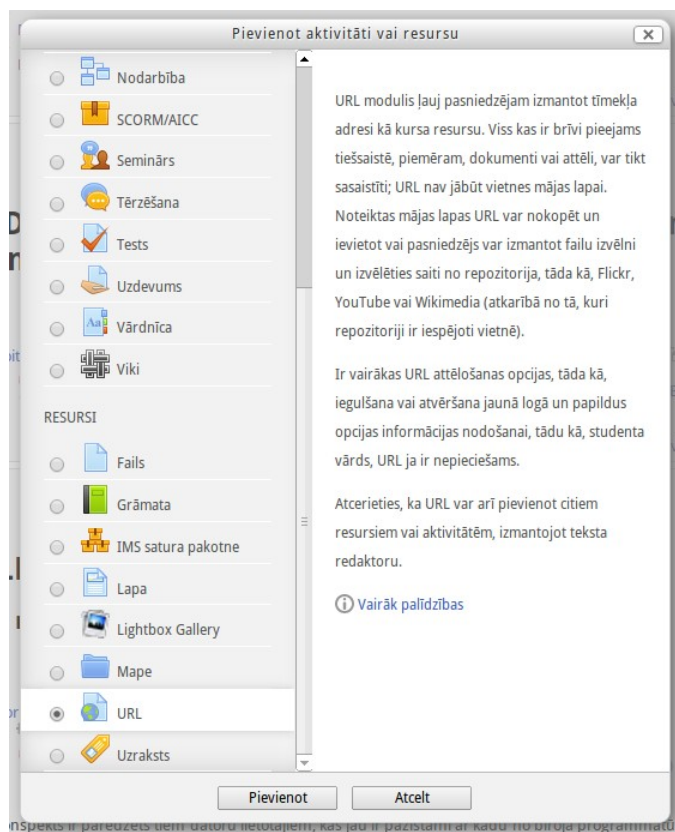 Pievienot aktivitāti vai resursu
Nodarbība
SCORM/AICC
Seminārs
Tērzēšana
Tests
Uzdevums
Vārdnīca
Viki
RESURSI
Fails
Grāmata
IMS satura pakotne
Lapa
Lightbox Gallery
Mape
URL
Uzraksts
URL modulis ļauj pasniedzējam izmantot tīmekļa
adresi kā kursa resursu. Viss kas ir brīvi pieejams
tiešsaistē, piemēram, dokumenti vai attēli, var tikt
sasaistīti; URL nav jābūt vietnes mājas lapai.
Noteiktas mājas lapas URL var nokopēt un
ievietot vai pasniedzējs var izmantot failu izvēlni
un izvēlēties saiti no repozitorija, tāda kā, Flickr,
YouTube vai Wikimedia (atkarībā no tā, kuri
repozitoriji ir iespējoti vietnē).
Ir vairākas URL attēlošanas opcijas, tāda kā,
iegulšana vai atvēršana jaunā logā un papildus
opcijas informācijas nodošanai, tādu kā, studenta
vārds, URL ja ir nepieciešams.
Atcerieties, ka URL var arī pievienot citiem
resursiem vai aktivitātēm, izmantojot teksta
redaktoru.
Vairāk palīdzības
Pievienot
Atcelt